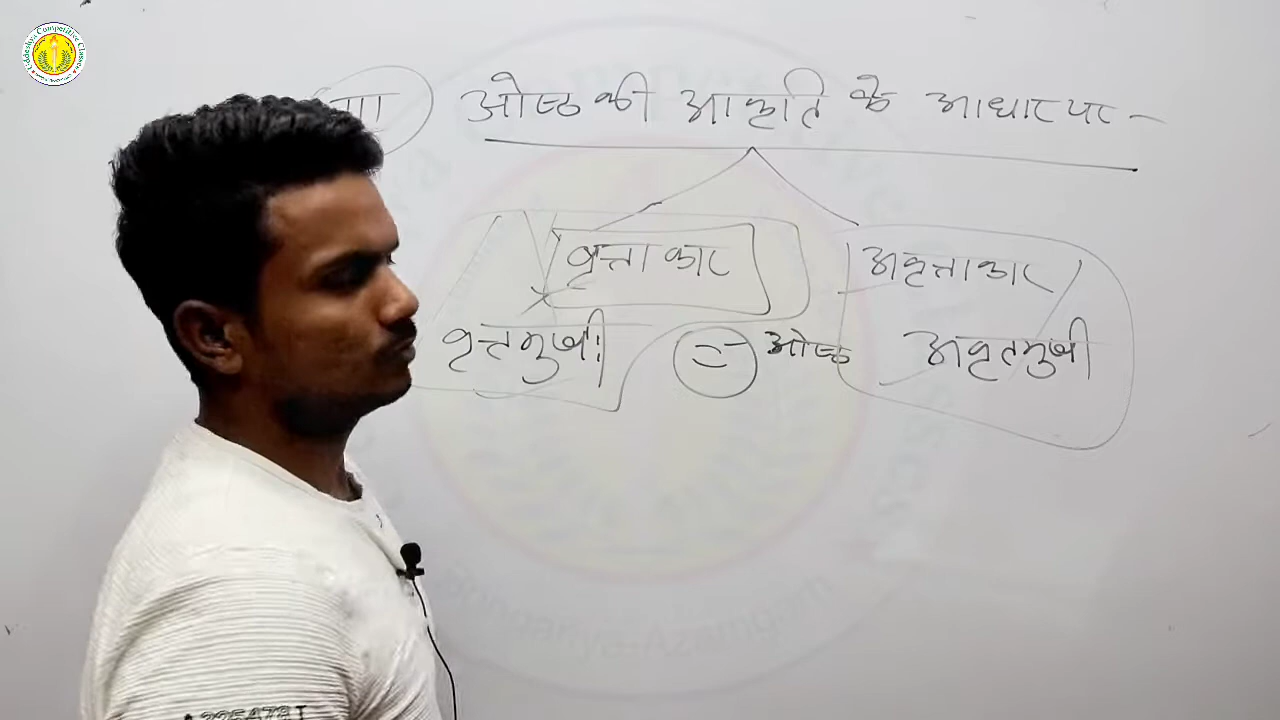 ओष्ठ की आकृति के आधार पर -
वृत्ताकार अवृत्ताकार
वृत्तमुखी = ओष्ठ अवृतमुखी